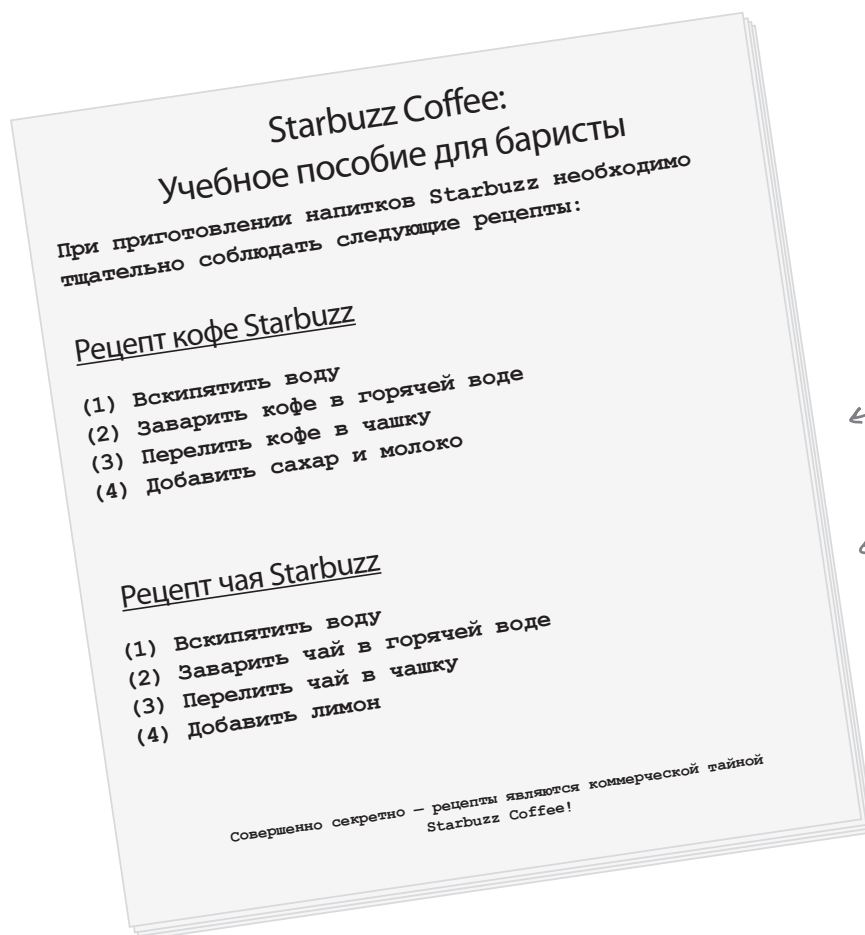 Starbuzz Coffee:
Учебное пособие для баристы
При приготовлении напитков Starbuzz необходимо
тщательно соблюдать следующие рецепты:
Рецепт кофе Starbuzz
(1) Вскипятить воду
(2) Заварить кофе в горячей воде
(3) Перелить кофе в чашку
(4) Добавить сахар и молоко
Рецепт чая Starbuzz
(1) Вскипятить воду
(2) Заварить чай в горячей воде
(3) Перелить чай в чашку
(4) Добавить лимон
Совершенно секретно — рецепты являются коммерческой тайной
Starbuzz Coffee!